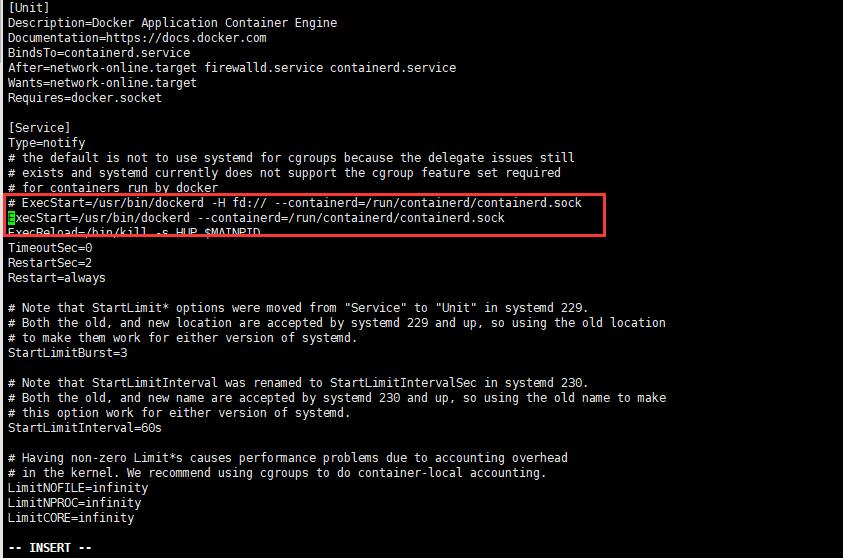 [Unit]
Description=Docker Application Container Engine
Documentation=https://docs.docker.com
BindsTo=containerd.service
After=network-online.target firewalld.service containerd.service
Wants=network-online.target
Requires=docker.socket
[Service]
Type=notify
# the default is not to use systemd for cgroups because the delegate issues still
# exists and systemd currently does not support the cgroup feature set required
# for containers run by docker
# ExecStart=/usr/bin/dockerd -H fd:// --containerd=/run/containerd/containerd.sock
ExecStart=/usr/bin/dockerd --containerd=/run/containerd/containerd.sock
ExecReload=/bin/kill -s HUP $MAINPID
TimeoutSec=0
RestartSec=2
Restart=always
# Note that StartLimit* options were moved from "Service" to "Unit" in systemd 229.
# Both the old, and new location are accepted by systemd 229 and up, so using the old location
# to make them work for either version of systemd.
StartLimitBurst=3
# Note that StartLimitInterval was renamed to StartLimitIntervalSec in systemd 230.
# Both the old, and new name are accepted by systemd 230 and up, so using the old name to make
# this option work for either version of systemd.
StartLimitInterval=60s
# Having non-zero Limit*s causes performance problems due to accounting overhead
# in the kernel. We recommend using cgroups to do container-local accounting.
LimitNOFILE=infinity
LimitNPROC=infinity
LimitCORE=infinity
-- INSERT --